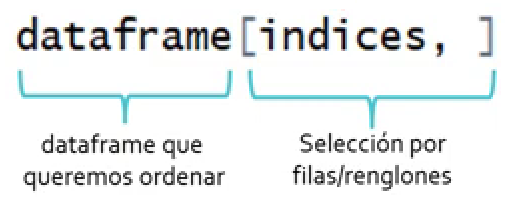 dataframe[indices, ]
dataframe que
queremos ordenar
Selección por
filas/renglones